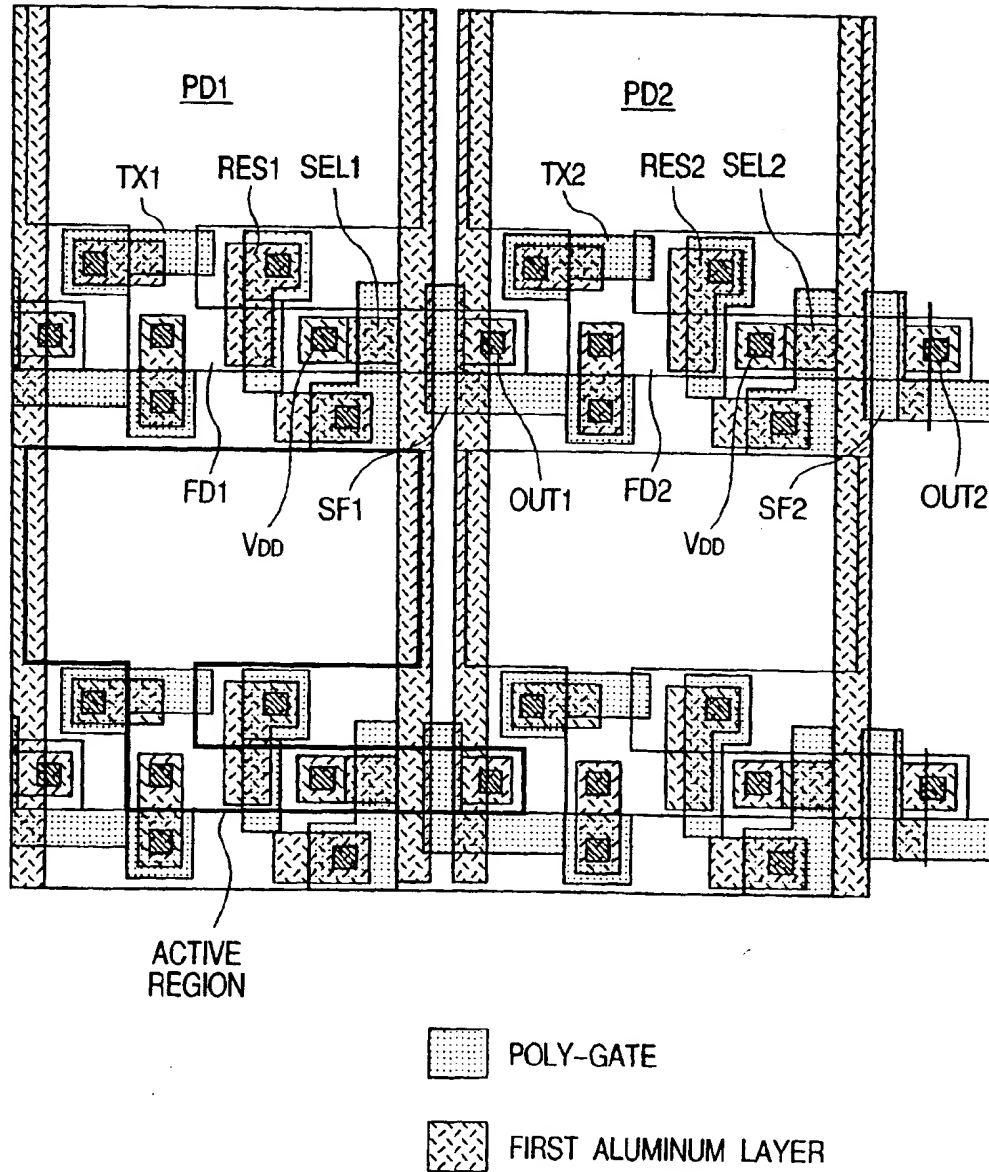 PD1
PD2
TX1
RES1
SEL1
TX2
RES2
SEL2
FD1
VDD
SF1
OUT1
FD2
VDD
SF2
OUT2
ACTIVE
REGION
POLY-GATE
FIRST ALUMINUM LAYER